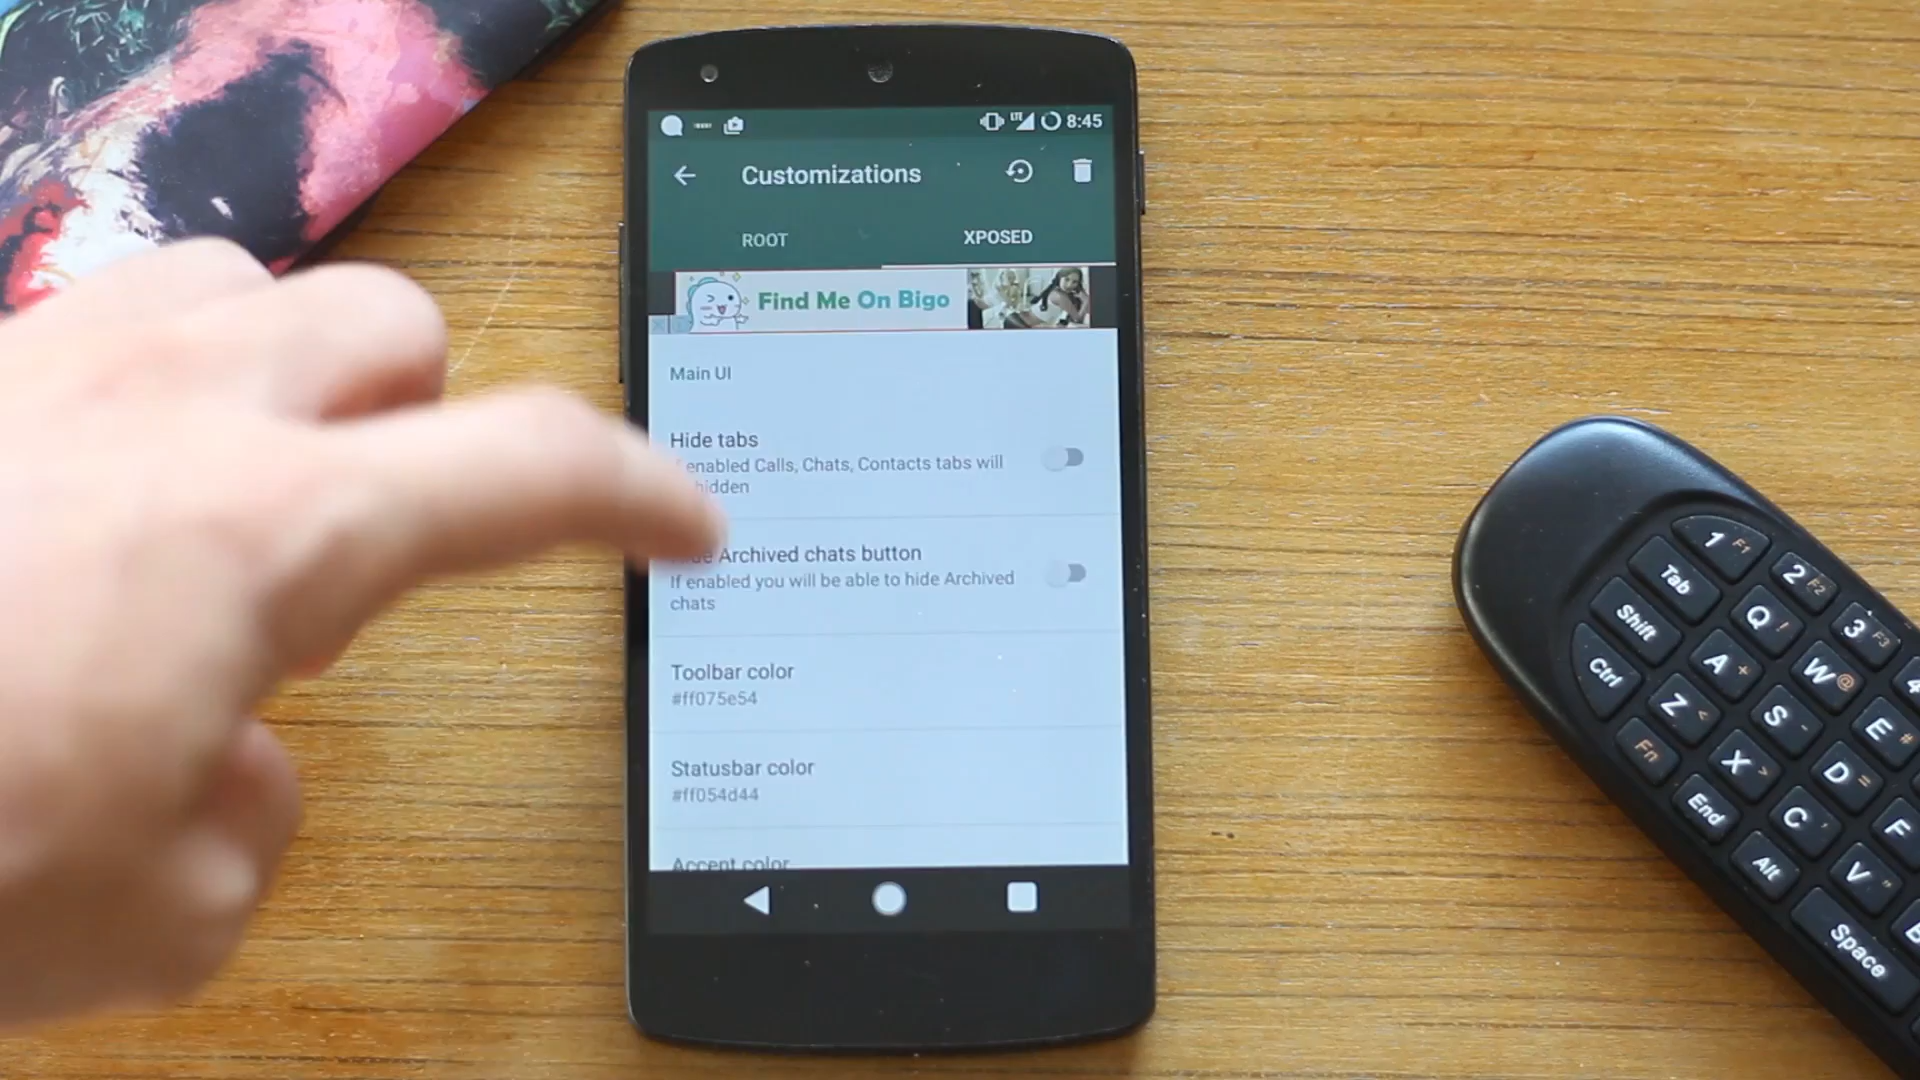 LTE 8:45
Customizations
ROOT XPOSED
Find Me On Bigo
Main UI
Hide tabs
enabled Calls, Chats, Contacts tabs will
hidden
Archived chats button
If enabled you will be able to hide Archived
chats
Toolbar color
#ff075e54
Statusbar color
#ff054d44
Accent color
1 F1
Tab 2 F2
Shift Q ! 3 F3
Ctrl A + W @ 4
Z < S - E #
Fn X > D =
End C ' F
Alt V "
Space B